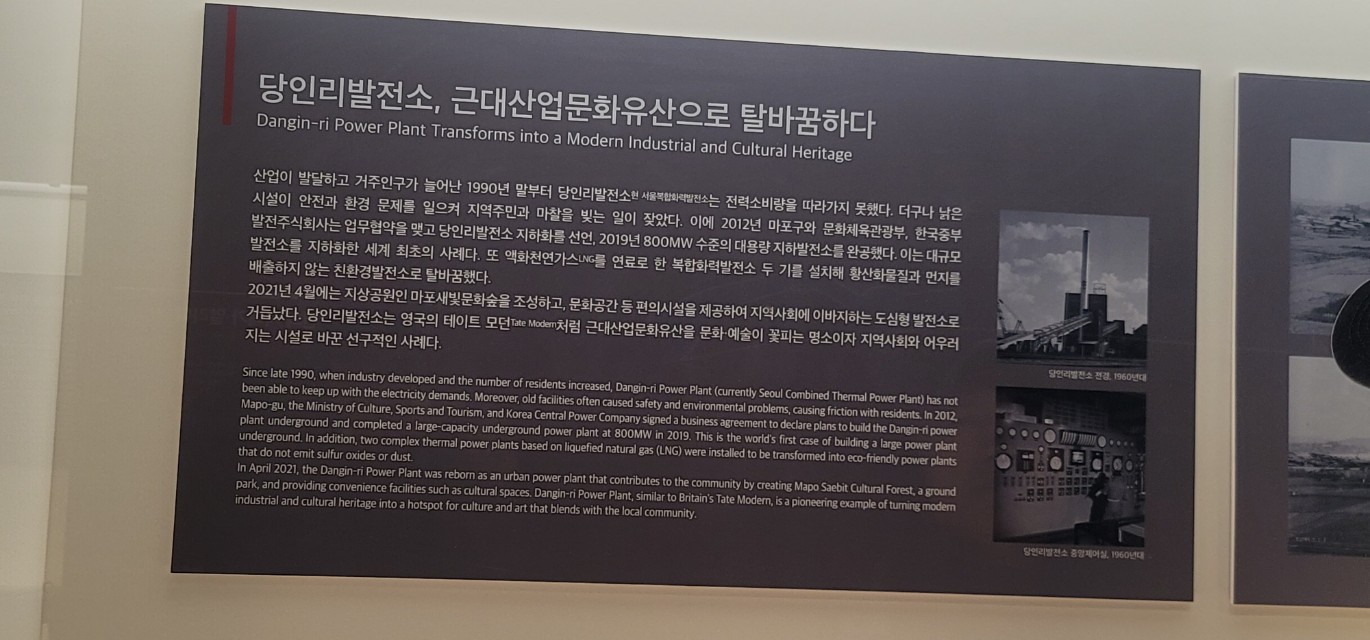 당인리발전소, 근대산업문화유산으로 탈바꿈하다
Dangin-ri Power Plant Transforms into a Modern Industrial and Cultural Heritage
산업이 발달하고 거주인구가 늘어난 1990년 말부터 당인리발전소현 서울복합화력발전소는 전력소비량을 따라가지 못했다. 더구나 낡은
시설이 안전과 환경 문제를 일으켜 지역주민과 마찰을 빚는 일이 잦았다. 이에 2012년 마포구와 문화체육관광부, 한국중부
발전주식회사는 업무협약을 맺고 당인리발전소 지하화를 선언, 2019년 800MW 수준의 대용량 지하발전소를 완공했다. 이는 대규모
발전소를 지하화한 세계 최초의 사례다. 또 액화천연가스LNG를 연료로 한 복합화력발전소 두 기를 설치해 황산화물질과 먼지를
배출하지 않는 친환경발전소로 탈바꿈했다.
2021년 4월에는 지상공원인 마포새빛문화숲을 조성하고, 문화공간 등 편의시설을 제공하여 지역사회에 이바지하는 도심형 발전소로
거듭났다. 당인리발전소는 영국의 테이트 모던Tate Modern처럼 근대산업문화유산을 문화·예술이 꽃피는 명소이자 지역사회와 어우러
지는 시설로 바꾼 선구적인 사례다.
Since late 1990, when industry developed and the number of residents increased, Dangin-ri Power Plant (currently Seoul Combined Thermal Power Plant) has not
been able to keep up with the electricity demands. Moreover, old facilities often caused safety and environmental problems, causing friction with residents. In 2012,
Mapo-gu, the Ministry of Culture, Sports and Tourism, and Korea Central Power Company signed a business agreement to declare plans to build the Dangin-ri power
plant underground and completed a large-capacity underground power plant at 800MW in 2019. This is the world's first case of building a large power plant
underground. In addition, two complex thermal power plants based on liquefied natural gas (LNG) were installed to be transformed into eco-friendly power plants
that do not emit sulfur oxides or dust.
In April 2021, the Dangin-ri Power Plant was reborn as an urban power plant that contributes to the community by creating Mapo Saebit Cultural Forest, a ground
park, and providing convenience facilities such as cultural spaces. Dangin-ri Power Plant, similar to Britain's Tate Modern, is a pioneering example of turning modern
industrial and cultural heritage into a hotspot for culture and art that blends with the local community.
당인리발전소 전경, 1960년대
당인리발전소 중앙제어실, 1960년대